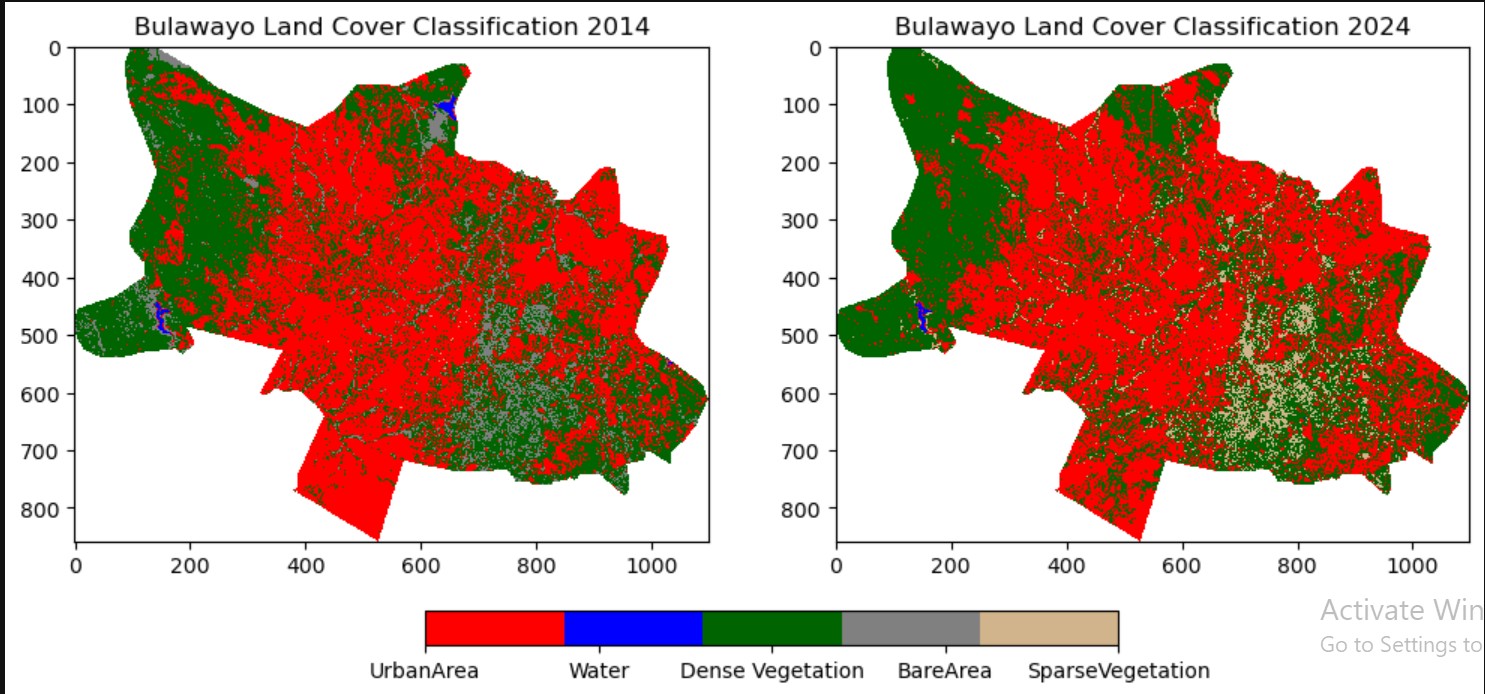 Bulawayo Land Cover Classification 2014
0
100
200
300
400
500
600
700
800
0 200 400 600 800 1000
Bulawayo Land Cover Classification 2024
0
100
200
300
400
500
600
700
800
0 200 400 600 800 1000
UrbanArea Water Dense Vegetation BareArea SparseVegetation
Activate Win
Go to Settings to